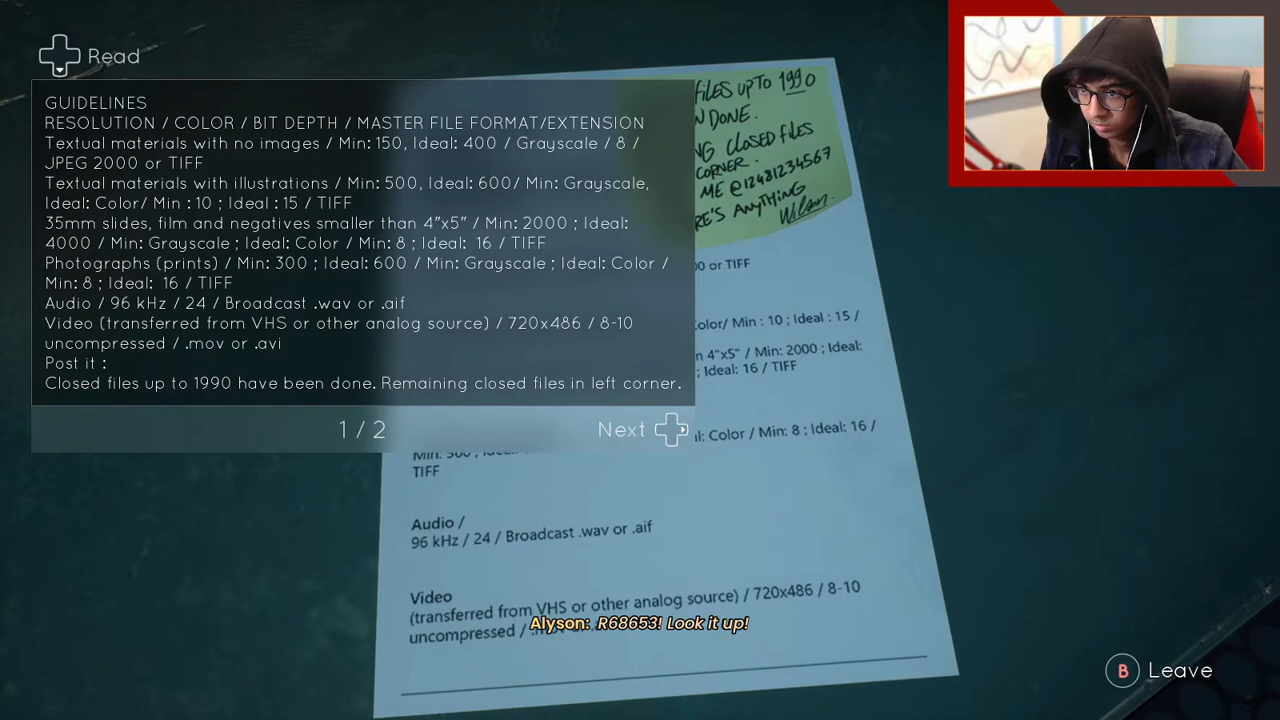 Read
GUIDELINES
RESOLUTION / COLOR / BIT DEPTH / MASTER FILE FORMAT/EXTENSION
Textual materials with no images / Min: 150, Ideal: 400 / Grayscale / 8 /
JPEG 2000 or TIFF
Textual materials with illustrations / Min: 500, Ideal: 600/ Min: Grayscale,
Ideal: Color/ Min : 10 ; Ideal : 15 / TIFF
35mm slides, film and negatives smaller than 4"x5" / Min: 2000 ; Ideal:
4000 / Min: Grayscale ; Ideal: Color / Min: 8 ; Ideal: 16 / TIFF
Photographs (prints) / Min: 300 ; Ideal: 600 / Min: Grayscale ; Ideal: Color /
Min: 8 ; Ideal: 16 / TIFF
Audio / 96 kHz / 24 / Broadcast .wav or .aif
Video (transferred from VHS or other analog source) / 720x486 / 8-10
uncompressed / .mov or .avi
Post it :
Closed files up to 1990 have been done. Remaining closed files in left corner.
1 / 2
Next
FILES UP TO 1990
N DONE.
NG CLOSED FILES
CORNER.
ME @12481234567
RE'S ANYTHING
Wilson
00 or TIFF
Color/ Min : 10 ; Ideal : 15 /
n 4"x5" / Min: 2000 ; Ideal:
; Ideal: 16 / TIFF
l: Color / Min: 8 ; Ideal: 16 /
TIFF
Audio /
96 kHz / 24 / Broadcast .wav or .aif
Video
(transferred from VHS or other analog source) / 720x486 / 8-10
uncompressed /
Alyson: R68653! Look it up!
B Leave